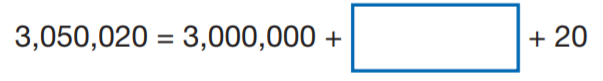 3,050,020 = 3,000,000 + + 20